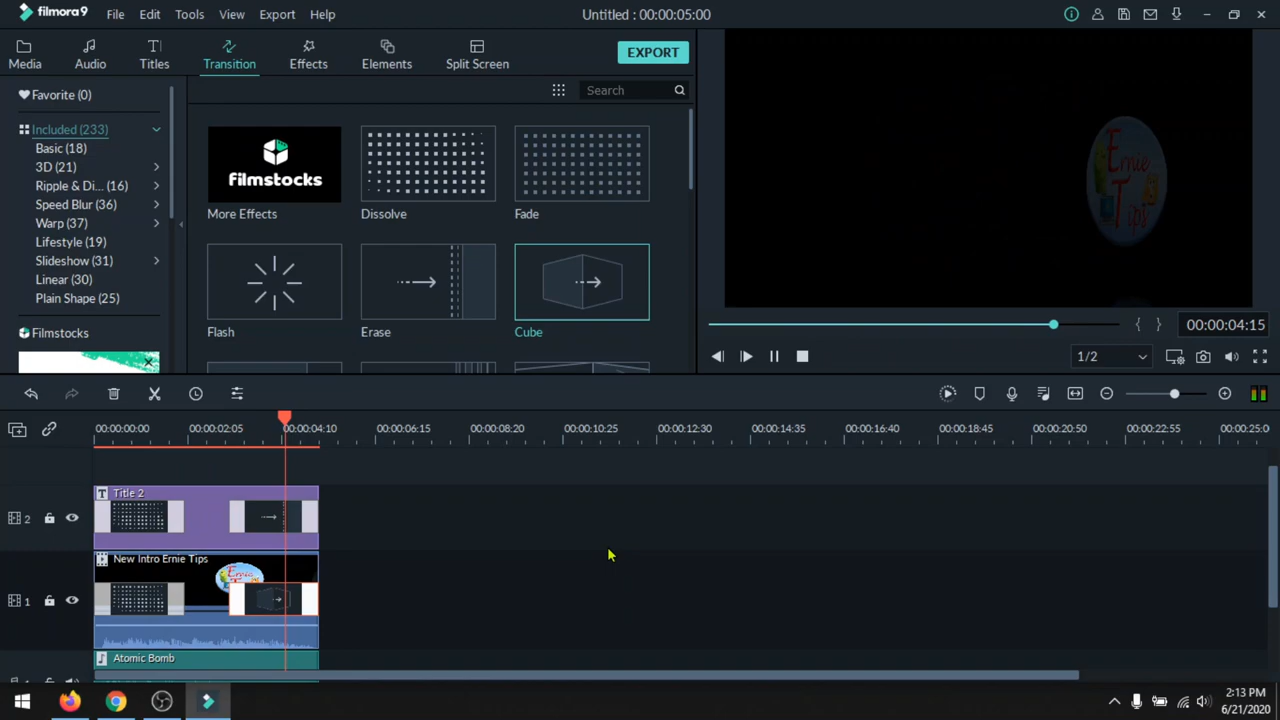 filmora9
File Edit Tools View Export Help
Untitled : 00:00:05:00
Media Audio Titles Transition Effects Elements Split Screen
EXPORT
Favorite (0)
Search
Included (233)
Basic (18)
3D (21)
Ripple & Di... (16)
Speed Blur (36)
Warp (37)
Lifestyle (19)
Slideshow (31)
Linear (30)
Plain Shape (25)
Filmstocks
filmstocks
More Effects Dissolve Fade
Flash Erase Cube
Ernie
Tips
00:00:04:15
1/2
00:00:00:00 00:00:02:05 00:00:04:10 00:00:06:15 00:00:08:20 00:00:10:25 00:00:12:30 00:00:14:35 00:00:16:40 00:00:18:45 00:00:20:50 00:00:22:55 00:00:25:0
2
T Title 2
1
New Intro Ernie Tips
Ernie
Tips
Atomic Bomb
2:13 PM
6/21/2020